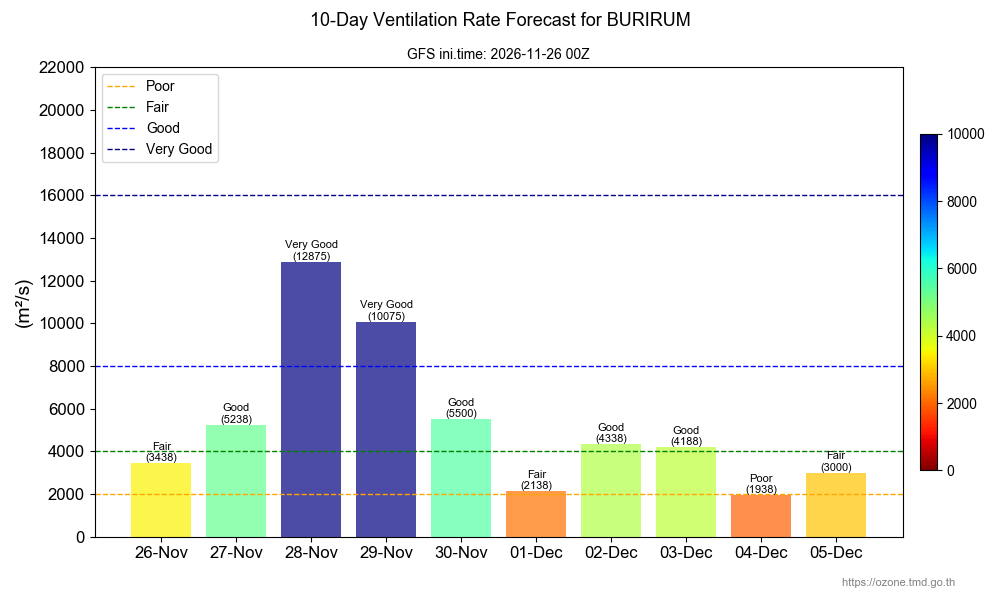 10-Day Ventilation Rate Forecast for BURIRUM
GFS ini.time: 2026-11-26 00Z
22000
20000
18000
16000
14000
12000
10000
8000
6000
4000
2000
0
(m²/s)
Poor
Fair
Good
Very Good
Fair
(3438)
Good
(5238)
Very Good
(12875)
Very Good
(10075)
Good
(5500)
Fair
(2138)
Good
(4338)
Good
(4188)
Poor
(1938)
Fair
(3000)
26-Nov
27-Nov
28-Nov
29-Nov
30-Nov
01-Dec
02-Dec
03-Dec
04-Dec
05-Dec
10000
8000
6000
4000
2000
0
https://ozone.tmd.go.th